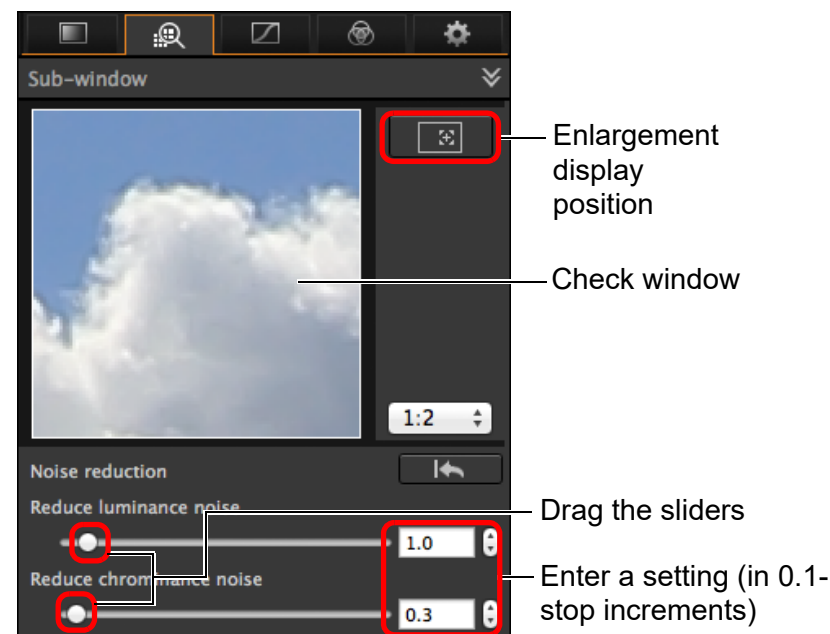 Sub-window
Enlargement
display
position
Check window
1:2
Noise reduction
Reduce luminance noise
Drag the sliders
1.0
Reduce chrominance noise
Enter a setting (in 0.1-
stop increments)
0.3